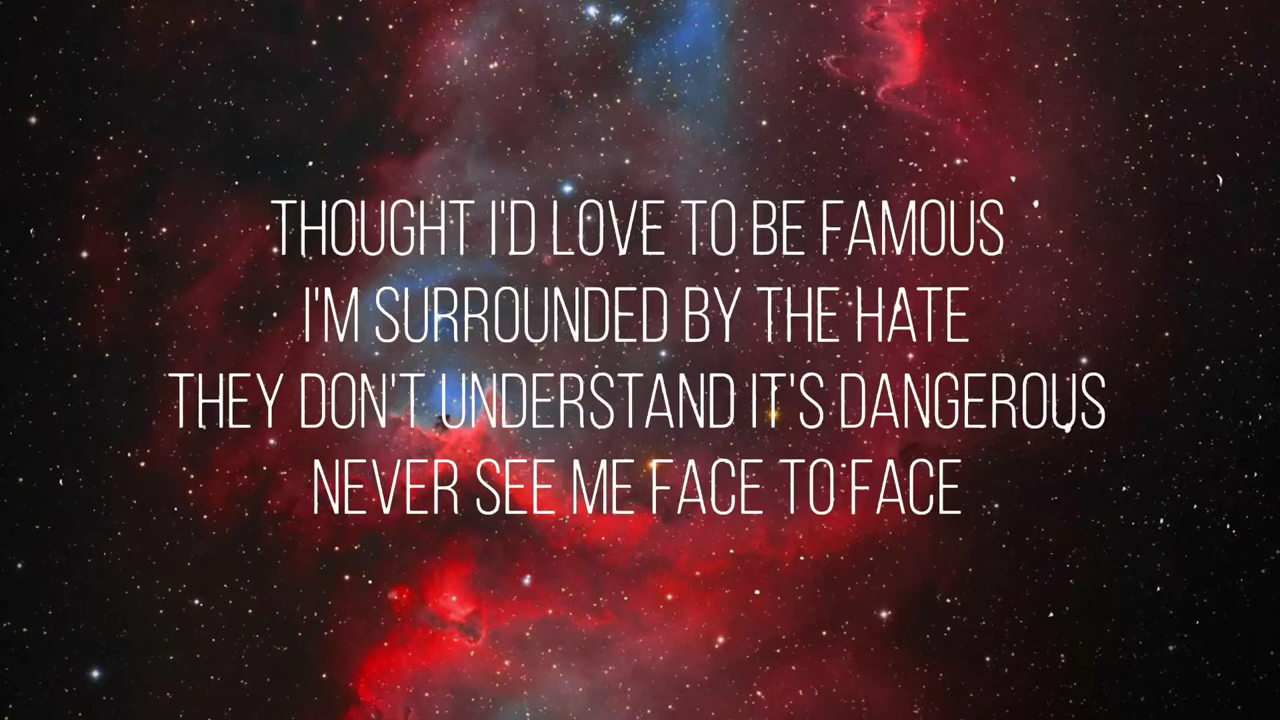 THOUGHT I'D LOVE TO BE FAMOUS
I'M SURROUNDED BY THE HATE
THEY DON'T UNDERSTAND IT'S DANGEROUS
NEVER SEE ME FACE TO FACE